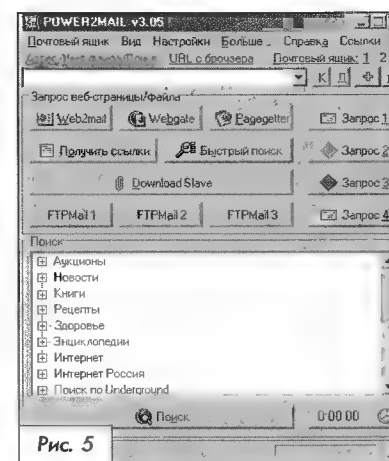 POWER2MAIL v3.05
Почтовый ящик Вид Настройки Больше.. Справка Ссылки
URL с броузера Почтовый ящик: 1 2
К Д
Запрос веб-страницы/файла
Web2mail Webgate Pagegetter Запрос 1
Получить ссылки Быстрый поиск Запрос 2
Download Slave Запрос 3
FTPMail 1 FTPMail 2 FTPMail 3 Запрос 4
Поиск
Аукционы
Новости
Книги
Рецепты
Здоровье
Энциклопедии
Интернет
Интернет Россия
Поиск по Underground
Поиск 0:00:00
Рис. 5